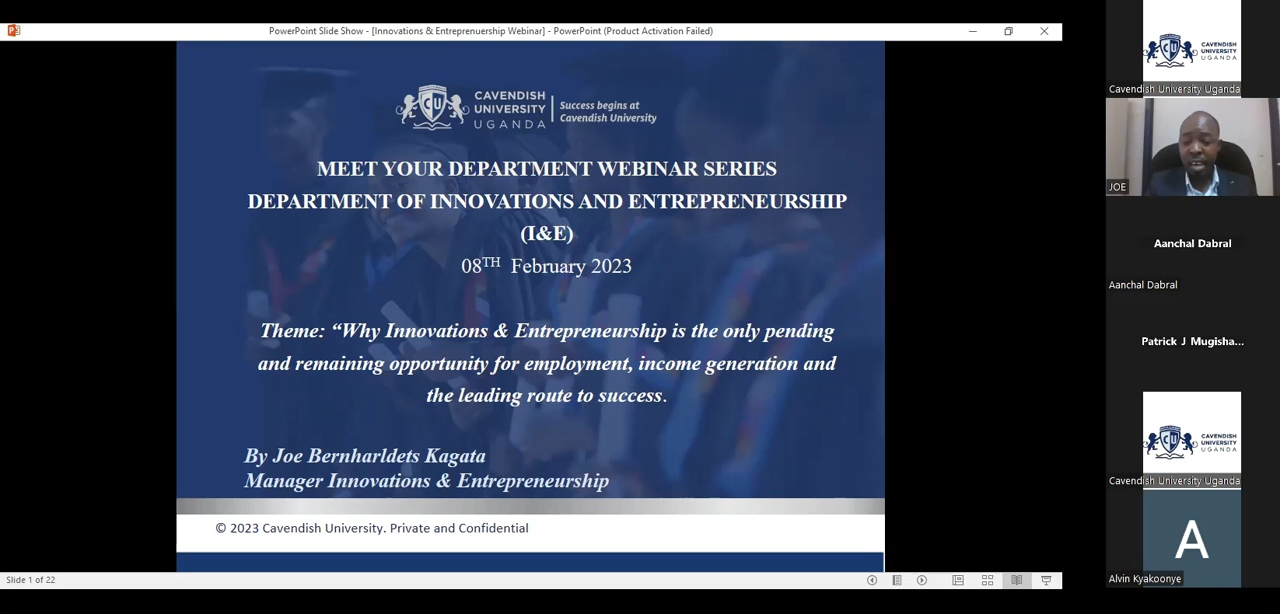 PowerPoint Slide Show - [Innovations & Entreprenuership Webinar] - PowerPoint (Product Activation Failed)
CAVENDISH
UNIVERSITY
UGANDA
Success begins at
Cavendish University
CU
MEET YOUR DEPARTMENT WEBINAR SERIES
DEPARTMENT OF INNOVATIONS AND ENTREPRENEURSHIP
(I&E)
08TH February 2023
Theme: “Why Innovations & Entrepreneurship is the only pending
and remaining opportunity for employment, income generation and
the leading route to success.
By Joe Bernharldets Kagata
Manager Innovations & Entrepreneurship
© 2023 Cavendish University. Private and Confidential
Slide 1 of 22
CU
CAVENDISH
UNIVERSITY
UGANDA
Cavendish University Uganda
JOE
Aanchal Dabral
Aanchal Dabral
Patrick J Mugisha...
CU
CAVENDISH
UNIVERSITY
UGANDA
Cavendish University Uganda
A
Alvin Kyakoonye